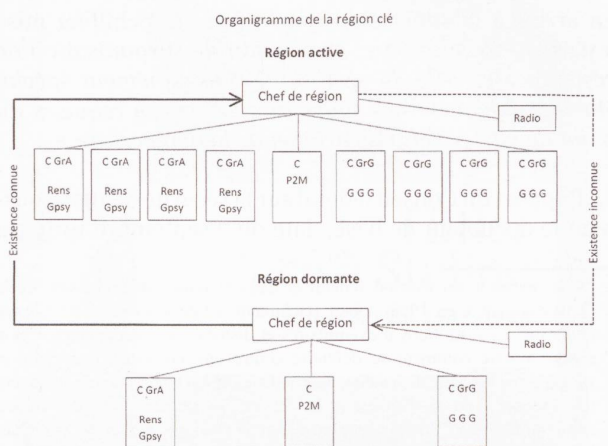 Organigramme de la région clé
Région active
Chef de région
Radio
C GrA
Rens
Gpsy
C GrA
Rens
Gpsy
C GrA
Rens
Gpsy
C GrA
Rens
Gpsy
C
P2M
C GrG
G G G
C GrG
G G G
C GrG
G G G
C GrG
G G G
Existence connue
Existence inconnue
Région dormante
Chef de région
Radio
C GrA
Rens
Gpsy
C
P2M
C GrG
G G G